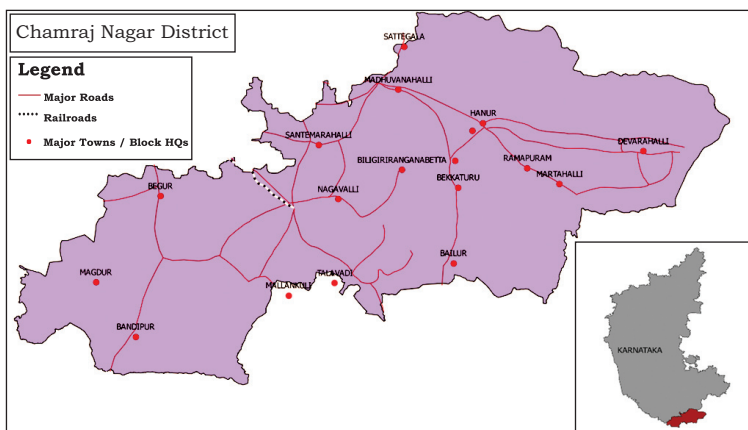 Chamraj Nagar District
Legend
Major Roads
Railroads
Major Towns / Block HQs
SATTEGALA
MADHUVANAHALLI
HANUR
SANTEMARAHALLI
DEVARAHALLI
BILIGIRIRANGANABETTA
RAMAPURAM
BEKKATURU
MARTAHALLI
BEGUR
NAGAVALLI
BAILUR
MAGDUR
TALAVADI
MALLANKULI
BANDIPUR
KARNATAKA